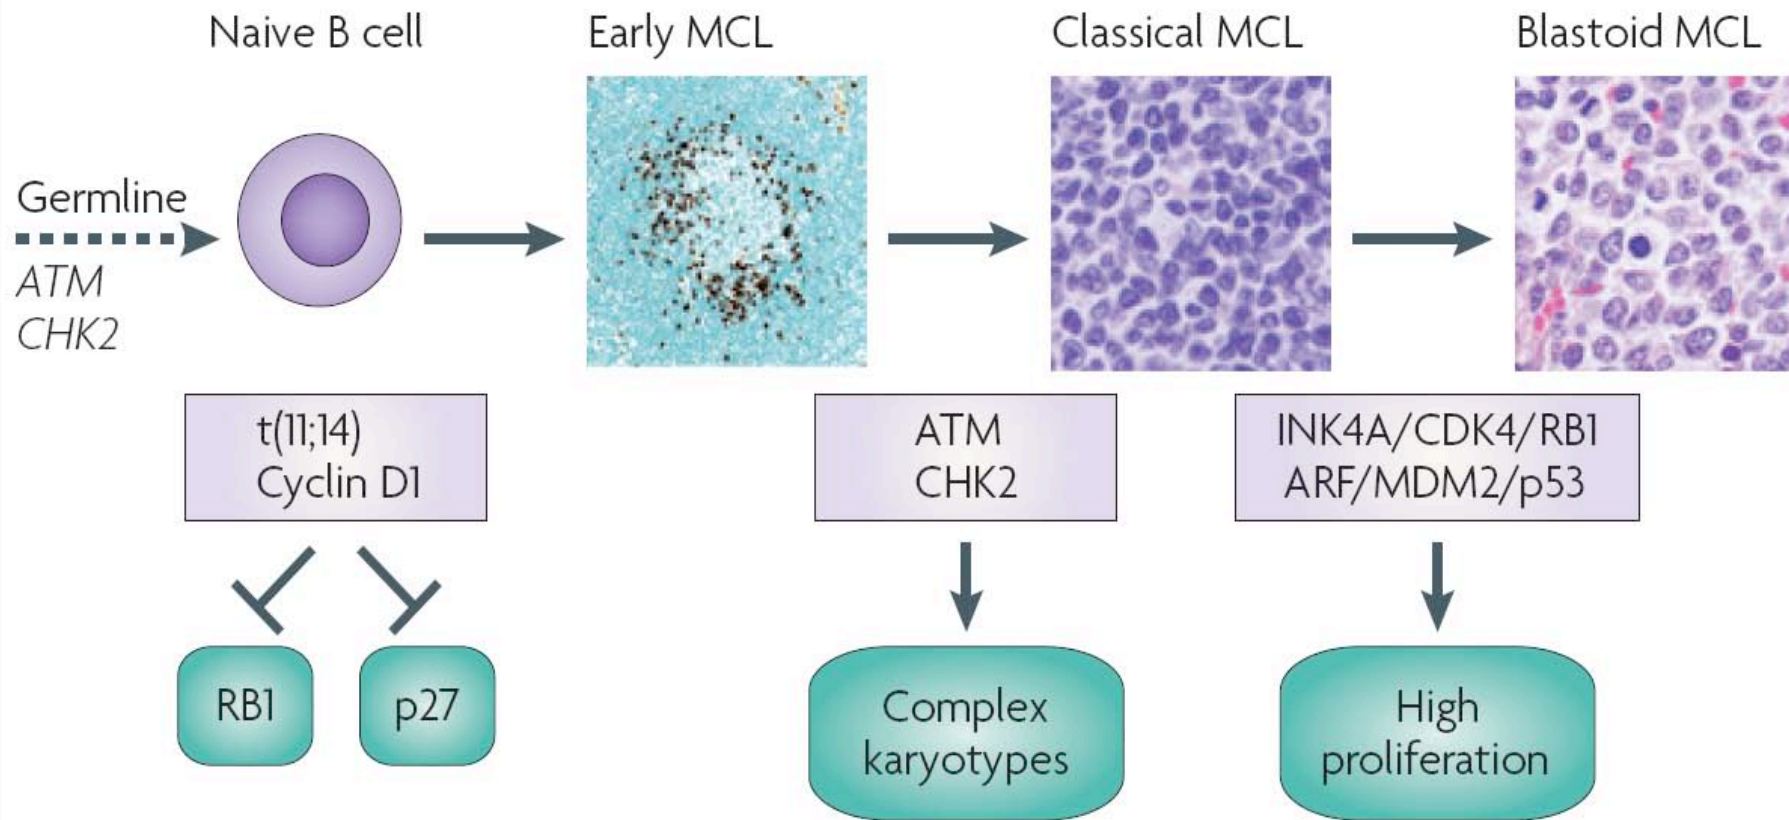 Naive B cell
Early MCL
Classical MCL
Blastoid MCL
Germline
ATM
CHK2
t(11;14)
Cyclin D1
ATM
CHK2
INK4A/CDK4/RB1
ARF/MDM2/p53
RB1
p27
Complex
karyotypes
High
proliferation